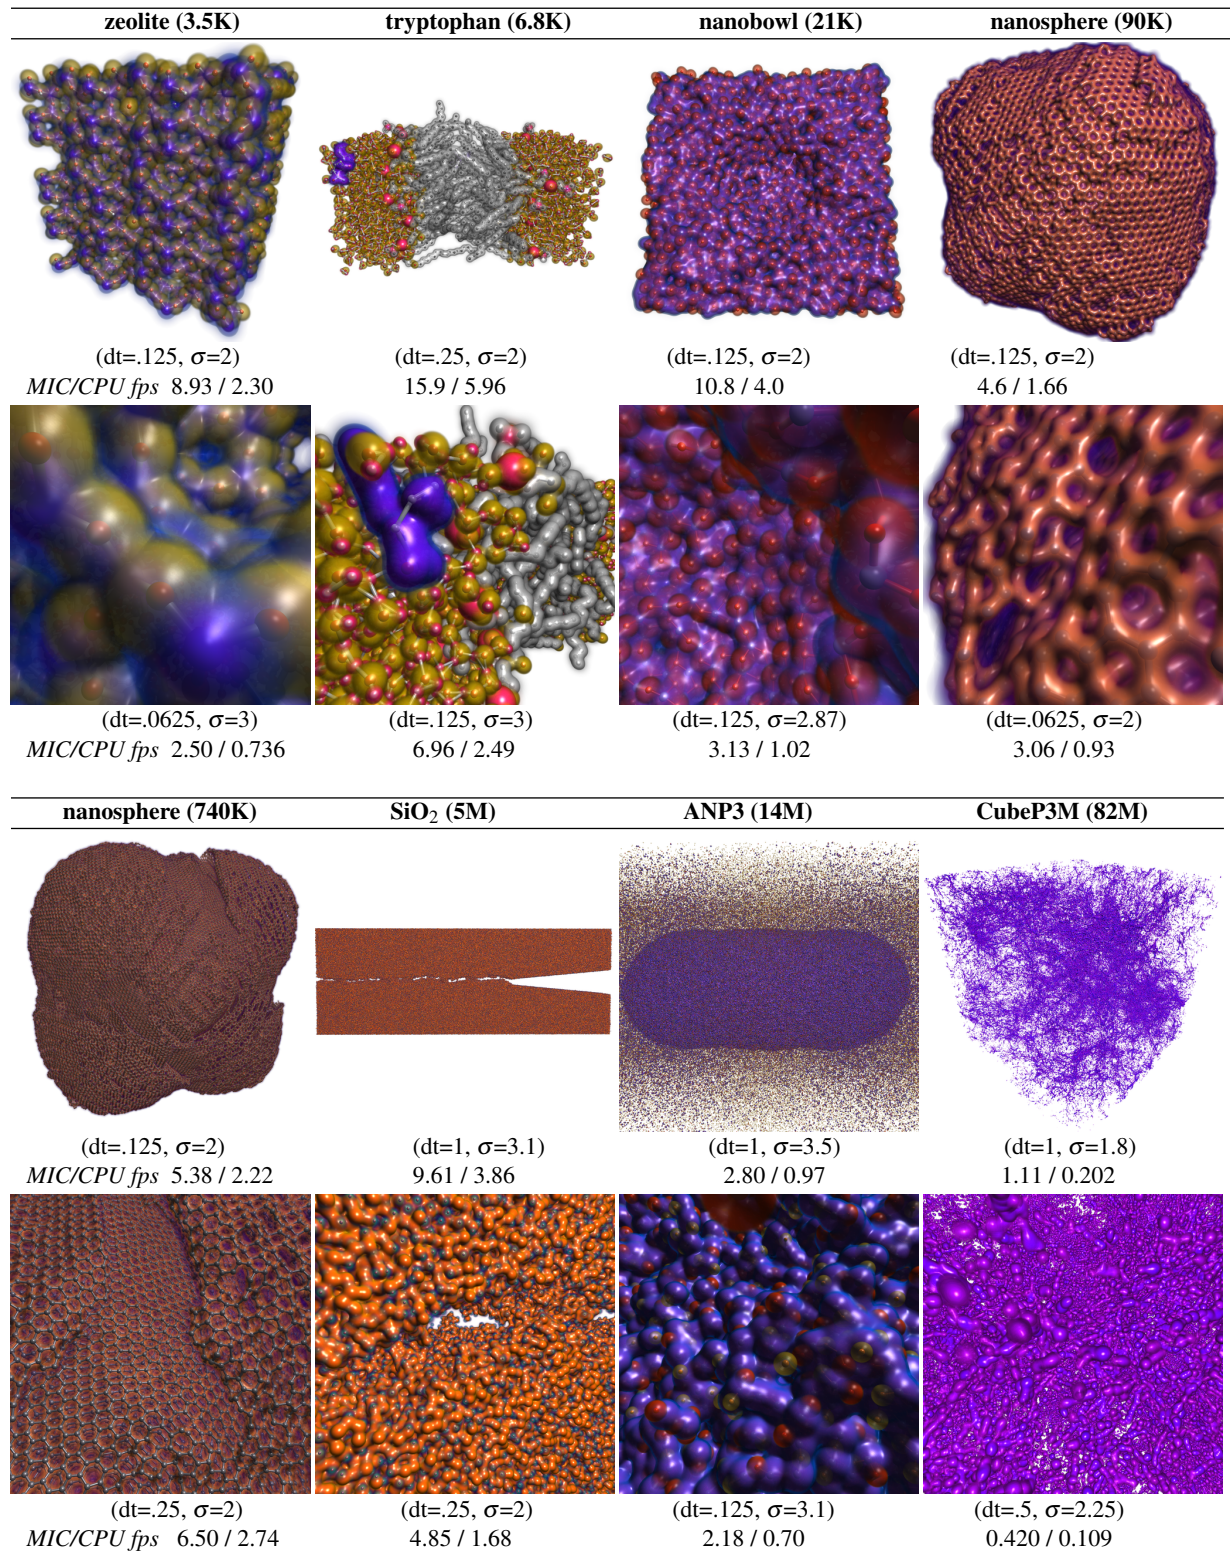 zeolite (3.5K) tryptophan (6.8K) nanobowl (21K) nanosphere (90K)
(dt=.125, σ=2) (dt=.25, σ=2) (dt=.125, σ=2) (dt=.125, σ=2)
MIC/CPU fps 8.93 / 2.30 15.9 / 5.96 10.8 / 4.0 4.6 / 1.66
(dt=.0625, σ=3) (dt=.125, σ=3) (dt=.125, σ=2.87) (dt=.0625, σ=2)
MIC/CPU fps 2.50 / 0.736 6.96 / 2.49 3.13 / 1.02 3.06 / 0.93
nanosphere (740K) SiO₂ (5M) ANP3 (14M) CubeP3M (82M)
(dt=.125, σ=2) (dt=1, σ=3.1) (dt=1, σ=3.5) (dt=1, σ=1.8)
MIC/CPU fps 5.38 / 2.22 9.61 / 3.86 2.80 / 0.97 1.11 / 0.202
(dt=.25, σ=2) (dt=.25, σ=2) (dt=.125, σ=3.1) (dt=.5, σ=2.25)
MIC/CPU fps 6.50 / 2.74 4.85 / 1.68 2.18 / 0.70 0.420 / 0.109